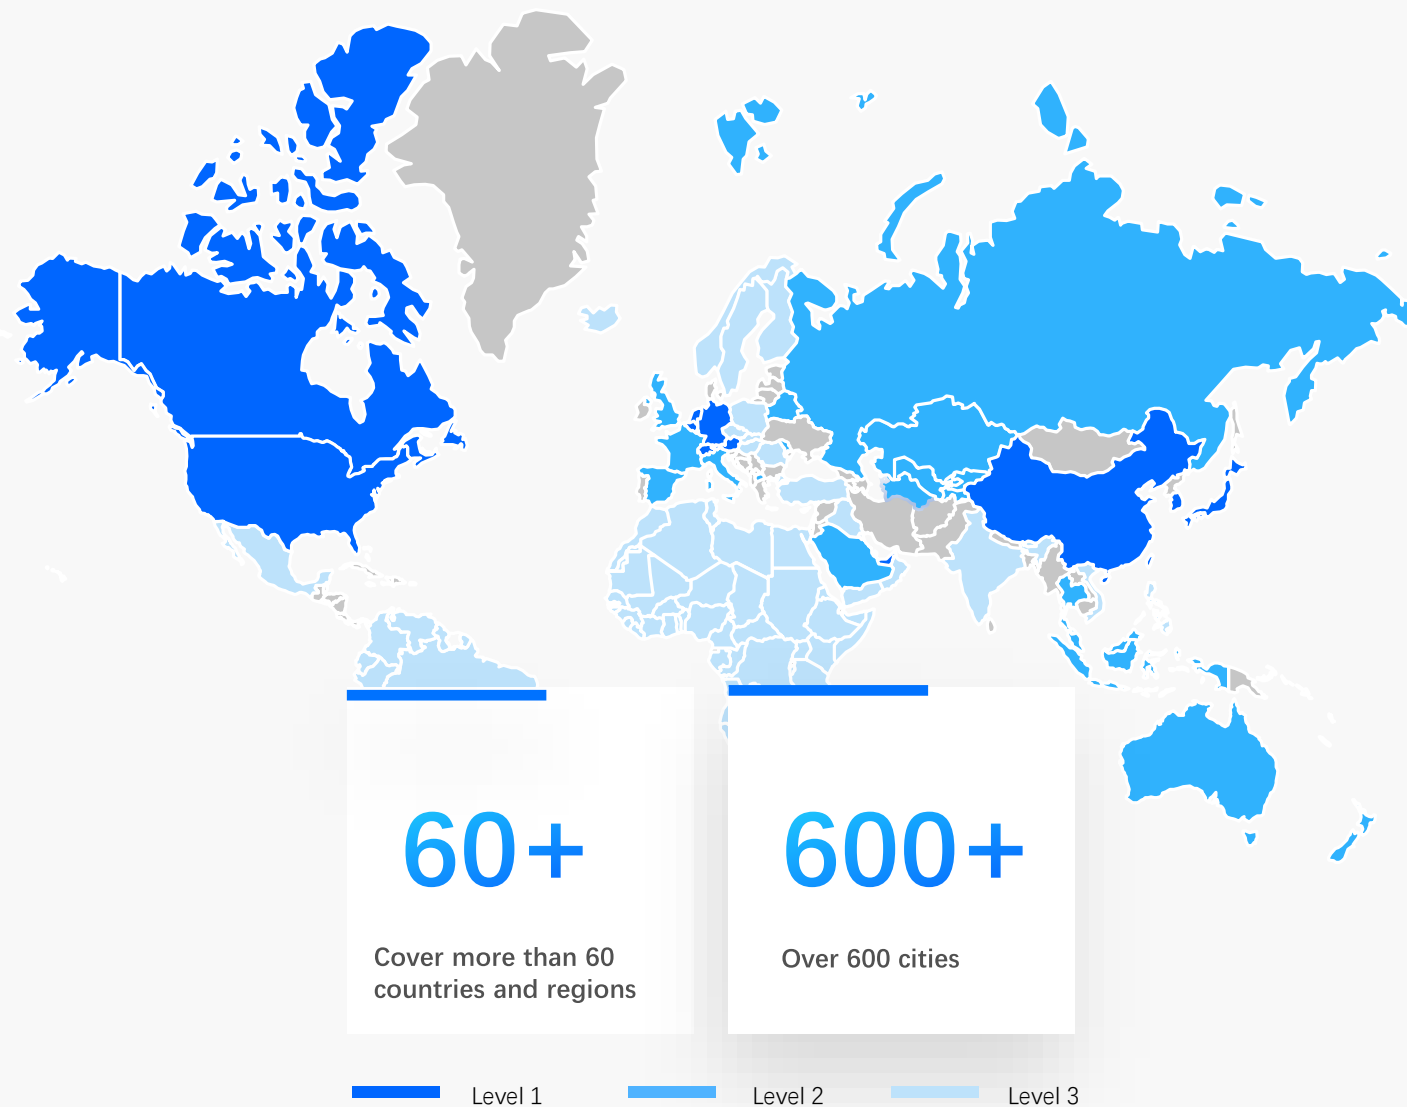 60+
Cover more than 60
countries and regions
600+
Over 600 cities
Level 1
Level 2
Level 3